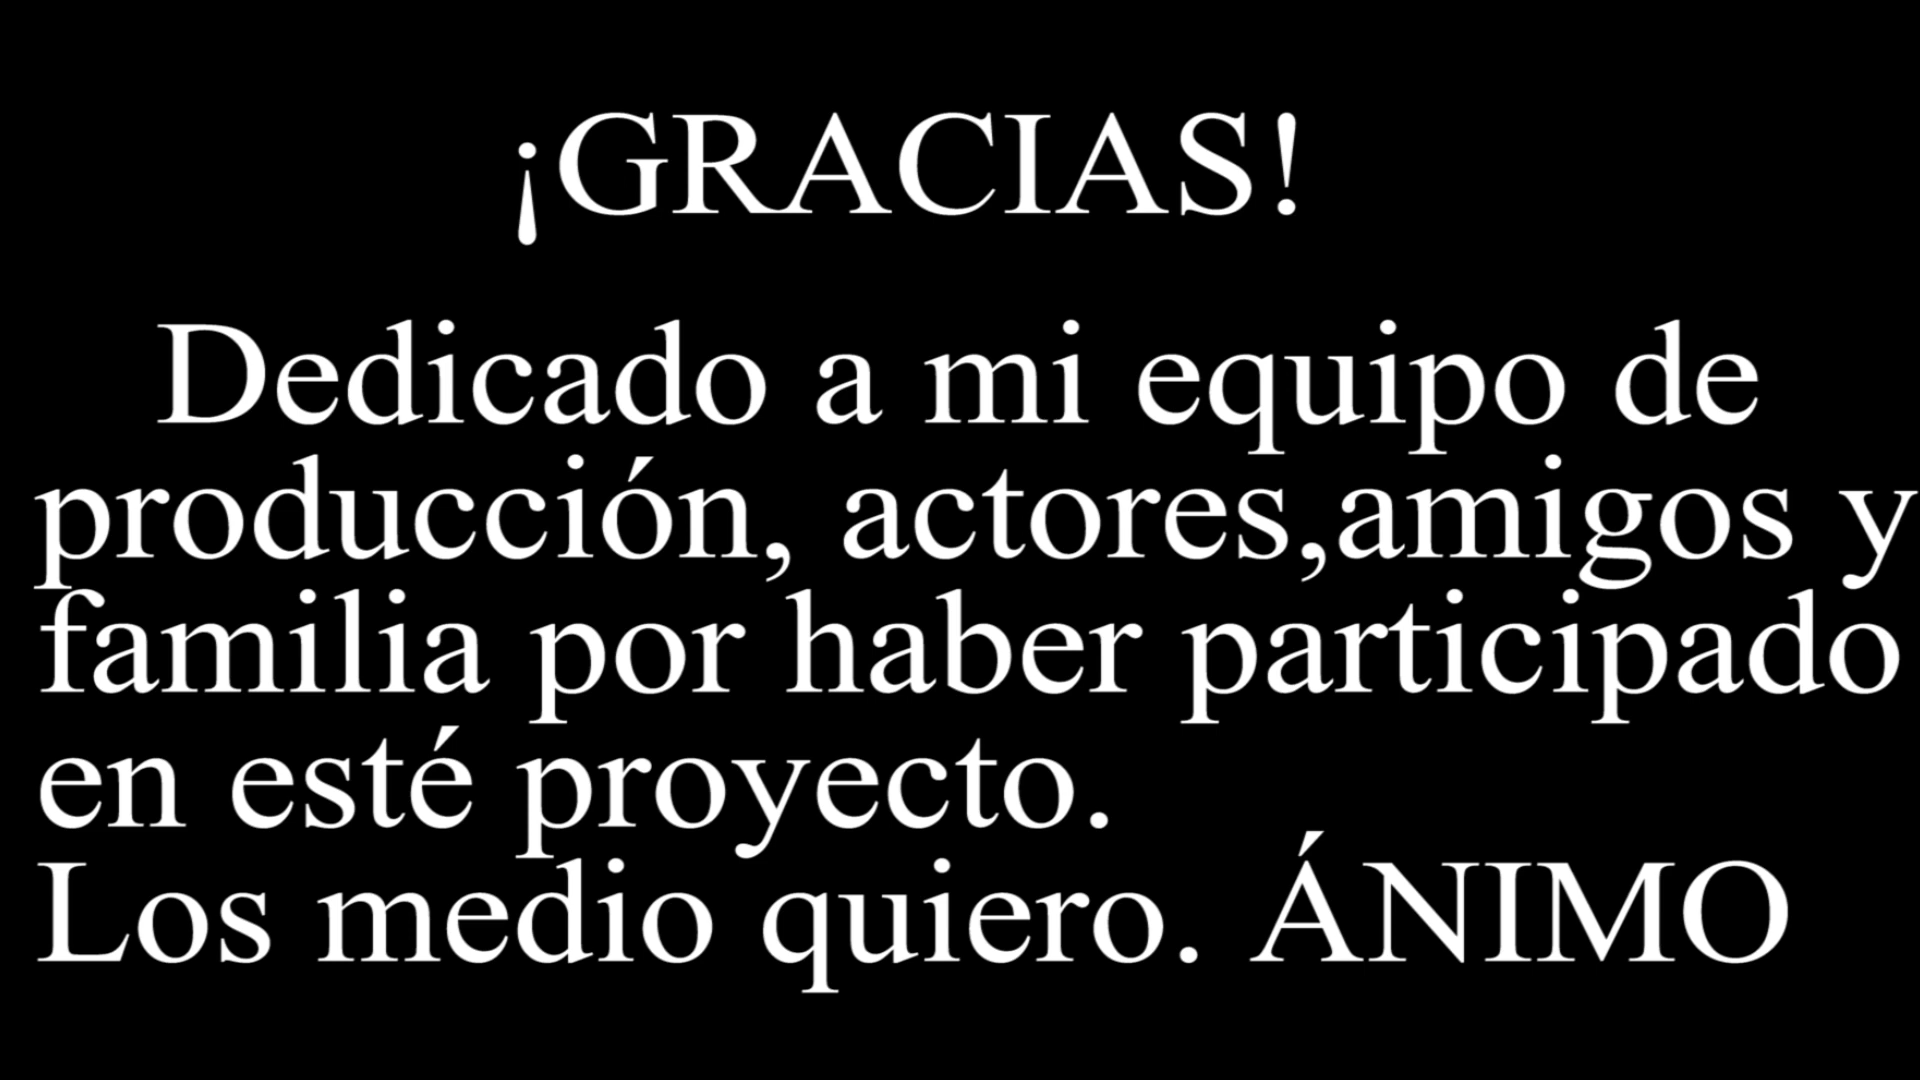 ¡GRACIAS!
Dedicado a mi equipo de
producción, actores,amigos y
familia por haber participado
en esté proyecto.
Los medio quiero. ÁNIMO